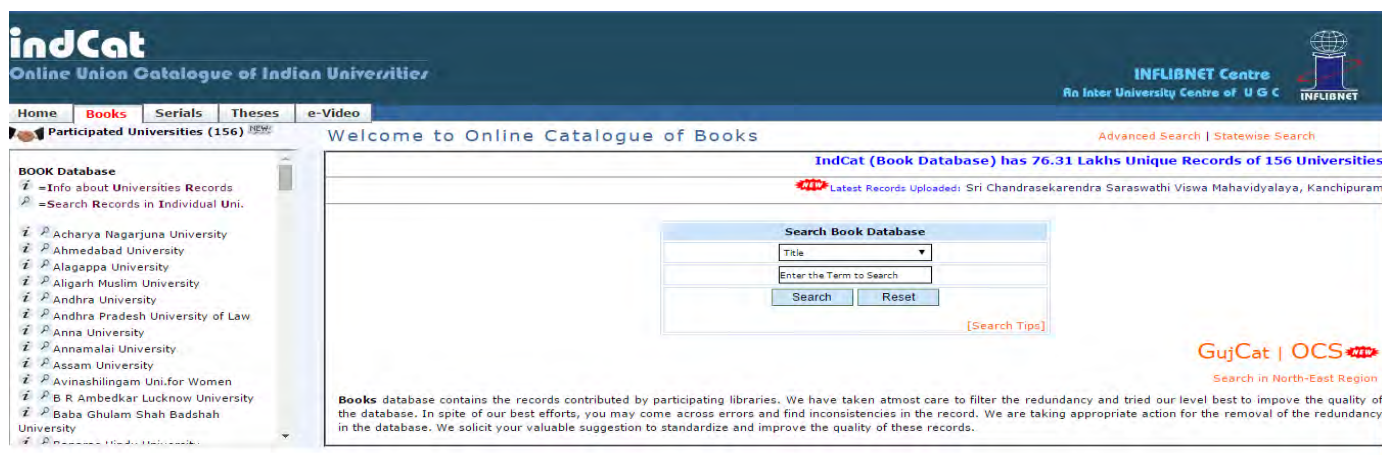 indCat
Online Union Catalogue of Indian Universities
INFLIBNET Centre
An Inter University Centre of U G C
INFLIBNET
Home Books Serials Theses e-Video
Participated Universities (156) NEW!
Welcome to Online Catalogue of Books
Advanced Search | Statewise Search
BOOK Database
i =Info about Universities Records
=Search Records in Individual Uni.
i Acharya Nagarjuna University
i Ahmedabad University
i Alagappa University
i Aligarh Muslim University
i Andhra University
i Andhra Pradesh University of Law
i Anna University
i Annamalai University
i Assam University
i Avinashilingam Uni.for Women
i B R Ambedkar Lucknow University
i Baba Ghulam Shah Badshah
University
i Banaras Hindu University
IndCat (Book Database) has 76.31 Lakhs Unique Records of 156 Universities
NEW Latest Records Uploaded: Sri Chandrasekarendra Saraswathi Viswa Mahavidyalaya, Kanchipuram
Search Book Database
Title
Enter the Term to Search
Search Reset
[Search Tips]
GujCat | OCS NEW
Search in North-East Region
Books database contains the records contributed by participating libraries. We have taken atmost care to filter the redundancy and tried our level best to impove the quality of
the database. In spite of our best efforts, you may come across errors and find inconsistencies in the record. We are taking appropriate action for the removal of the redundancy
in the database. We solicit your valuable suggestion to standardize and improve the quality of these records.